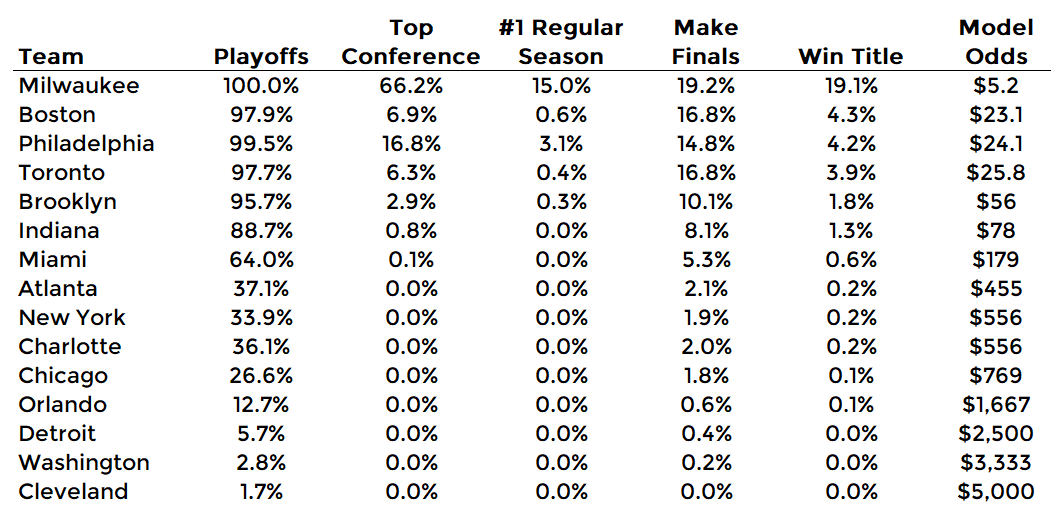 Top #1 Regular Make Model
Team Playoffs Conference Season Finals Win Title Odds
Milwaukee 100.0% 66.2% 15.0% 19.2% 19.1% $5.2
Boston 97.9% 6.9% 0.6% 16.8% 4.3% $23.1
Philadelphia 99.5% 16.8% 3.1% 14.8% 4.2% $24.1
Toronto 97.7% 6.3% 0.4% 16.8% 3.9% $25.8
Brooklyn 95.7% 2.9% 0.3% 10.1% 1.8% $56
Indiana 88.7% 0.8% 0.0% 8.1% 1.3% $78
Miami 64.0% 0.1% 0.0% 5.3% 0.6% $179
Atlanta 37.1% 0.0% 0.0% 2.1% 0.2% $455
New York 33.9% 0.0% 0.0% 1.9% 0.2% $556
Charlotte 36.1% 0.0% 0.0% 2.0% 0.2% $556
Chicago 26.6% 0.0% 0.0% 1.8% 0.1% $769
Orlando 12.7% 0.0% 0.0% 0.6% 0.1% $1,667
Detroit 5.7% 0.0% 0.0% 0.4% 0.0% $2,500
Washington 2.8% 0.0% 0.0% 0.2% 0.0% $3,333
Cleveland 1.7% 0.0% 0.0% 0.0% 0.0% $5,000